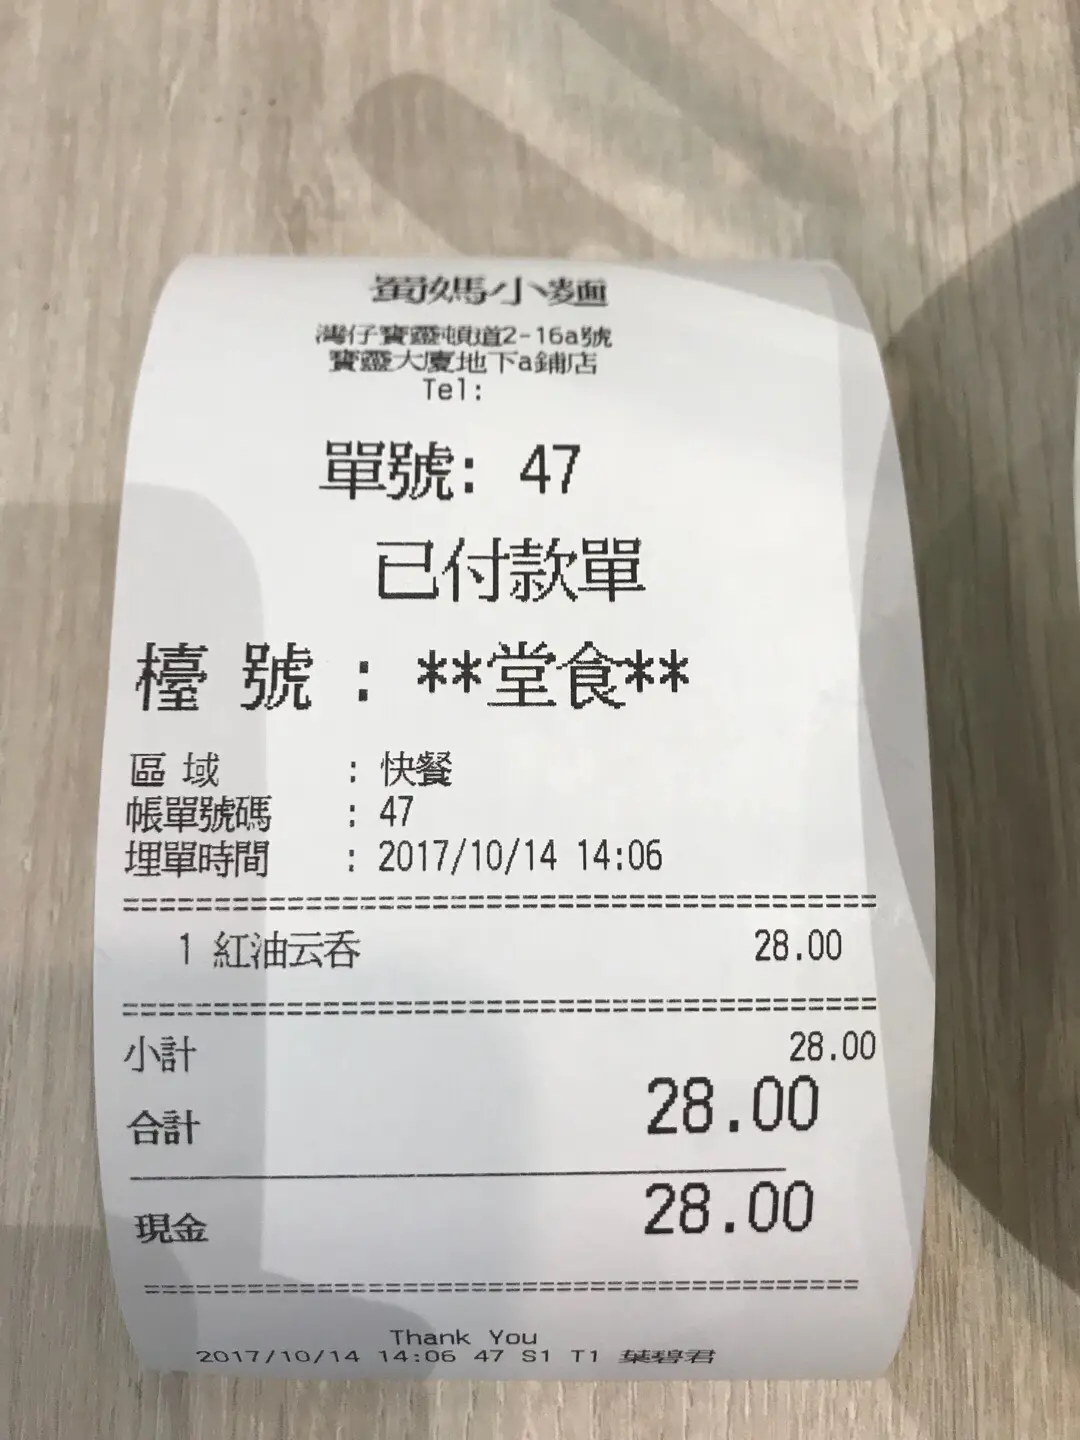 蜀媽小麵
灣仔寶靈頓道2-16a號
寶靈大廈地下a鋪店
Tel:
單號: 47
已付款單
檯 號 : **堂食**
區 域 : 快餐
帳單號碼 : 47
埋單時間 : 2017/10/14 14:06
1 紅油云吞 28.00
小計 28.00
合計 28.00
現金 28.00
Thank You
2017/10/14 14:06 47 S1 T1 葉碧君